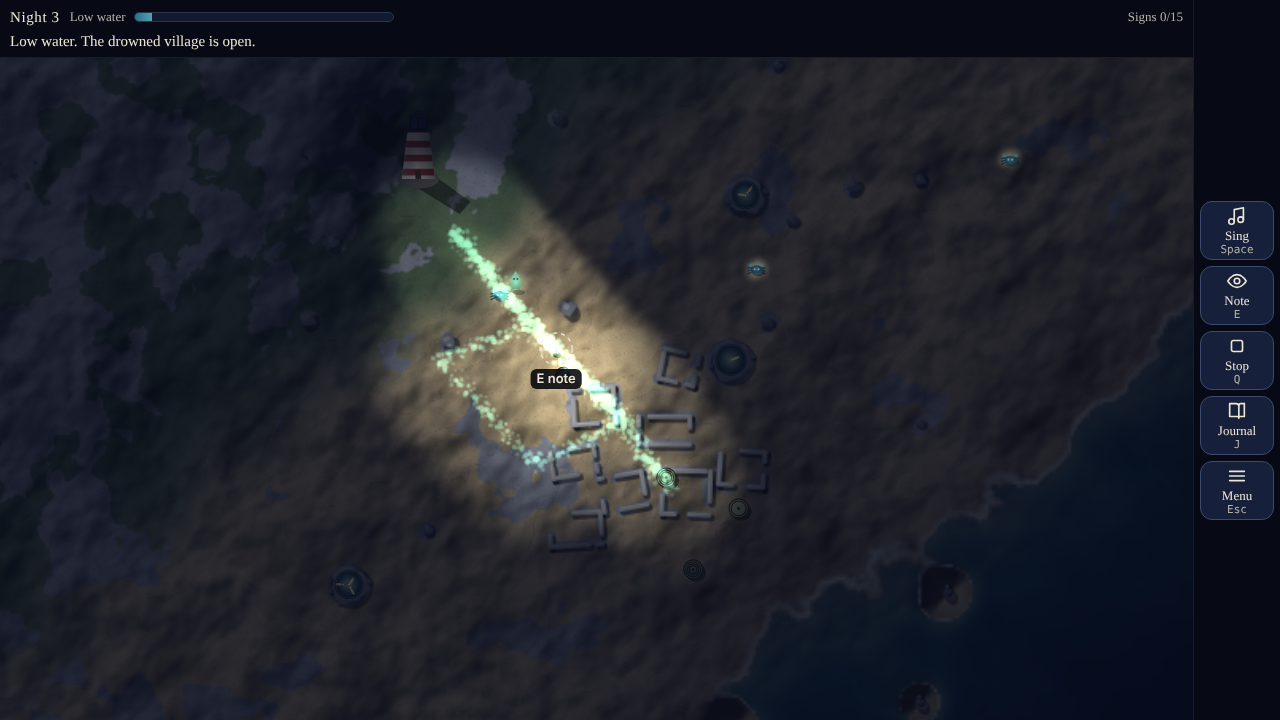 Night 3 Low water
Signs 0/15
Low water. The drowned village is open.
E note
Sing
Space
Note
E
Stop
Q
Journal
J
Menu
Esc